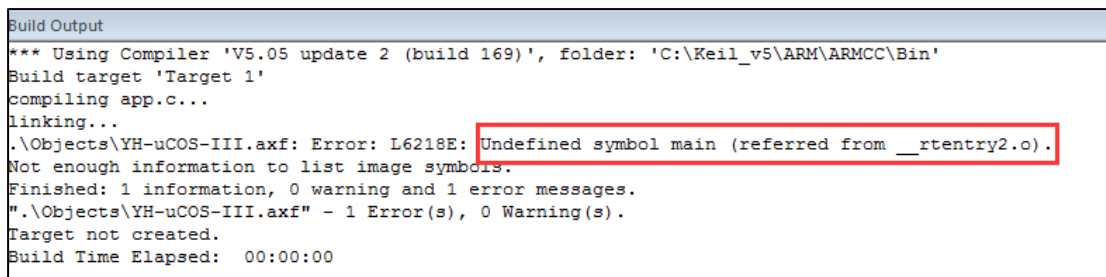 Build Output
*** Using Compiler 'V5.05 update 2 (build 169)', folder: 'C:\Keil_v5\ARM\ARMCC\Bin'
Build target 'Target 1'
compiling app.c...
linking...
.\Objects\YH-uCOS-III.axf: Error: L6218E: Undefined symbol main (referred from __rtentry2.o).
Not enough information to list image symbols.
Finished: 1 information, 0 warning and 1 error messages.
".\Objects\YH-uCOS-III.axf" - 1 Error(s), 0 Warning(s).
Target not created.
Build Time Elapsed:  00:00:00